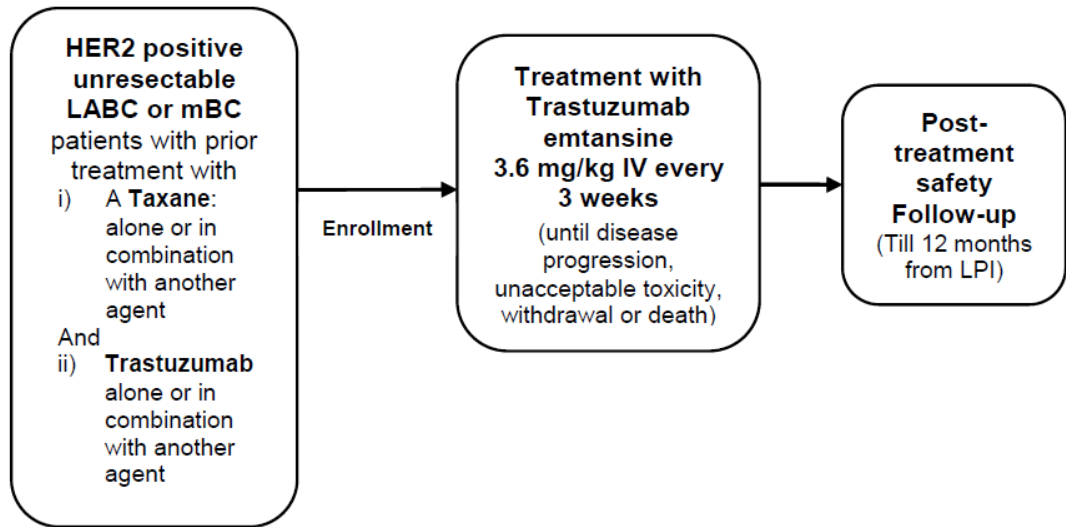 HER2 positive
unresectable
LABC or mBC
patients with prior
treatment with
i) A Taxane:
alone or in
combination
with another
agent
And
ii) Trastuzumab
alone or in
combination
with another
agent
Enrollment
Treatment with
Trastuzumab
emtansine
3.6 mg/kg IV every
3 weeks
(until disease
progression,
unacceptable toxicity,
withdrawal or death)
Post-
treatment
safety
Follow-up
(Till 12 months
from LPI)